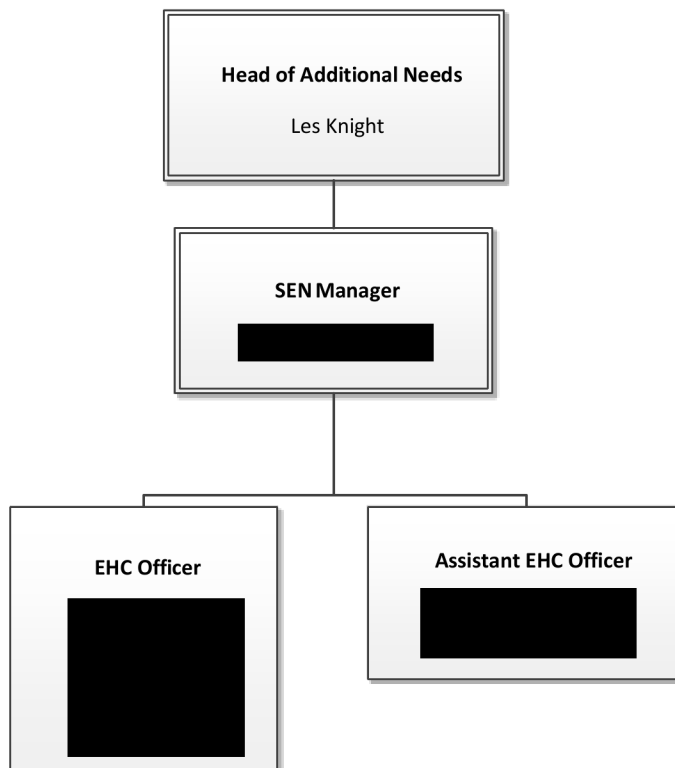 Head of Additional Needs
Les Knight
SEN Manager
EHC Officer
Assistant EHC Officer